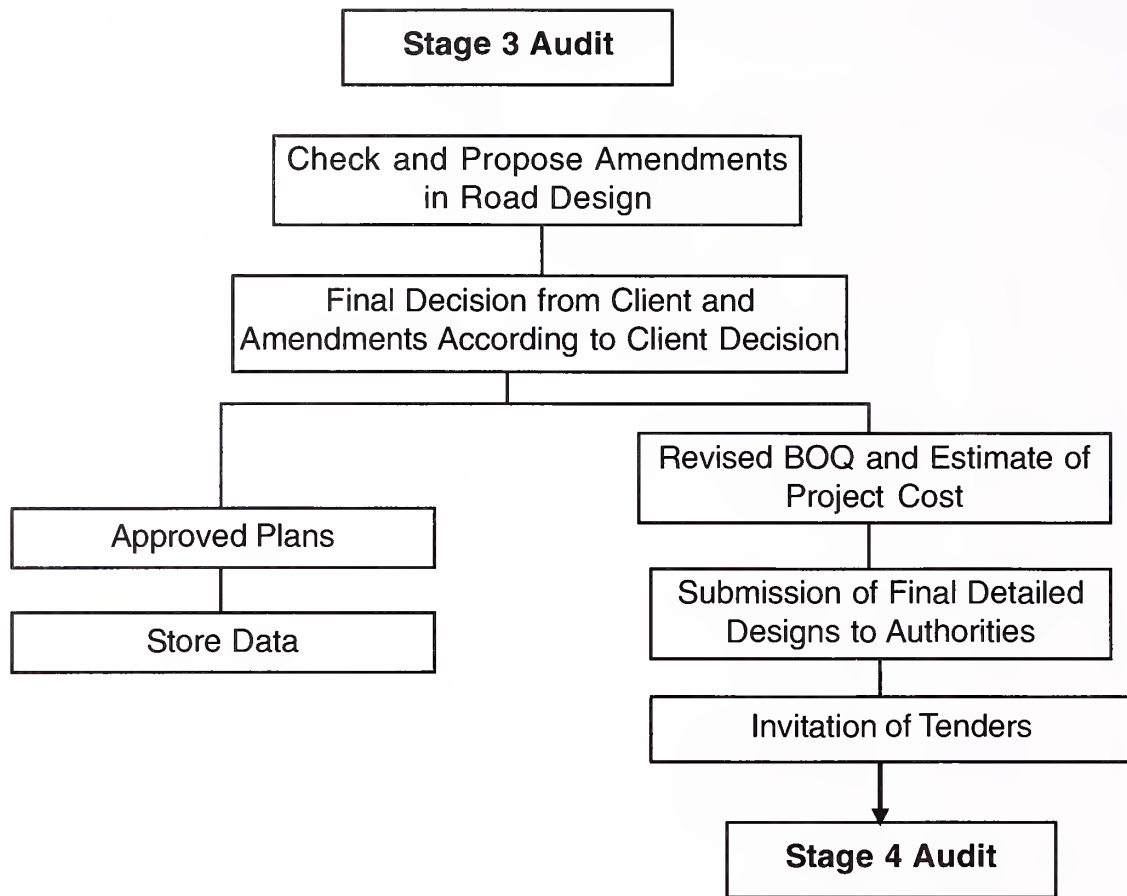 Stage 3 Audit
Check and Propose Amendments
in Road Design
Final Decision from Client and
Amendments According to Client Decision
Approved Plans
Store Data
Revised BOQ and Estimate of
Project Cost
Submission of Final Detailed
Designs to Authorities
Invitation of Tenders
Stage 4 Audit